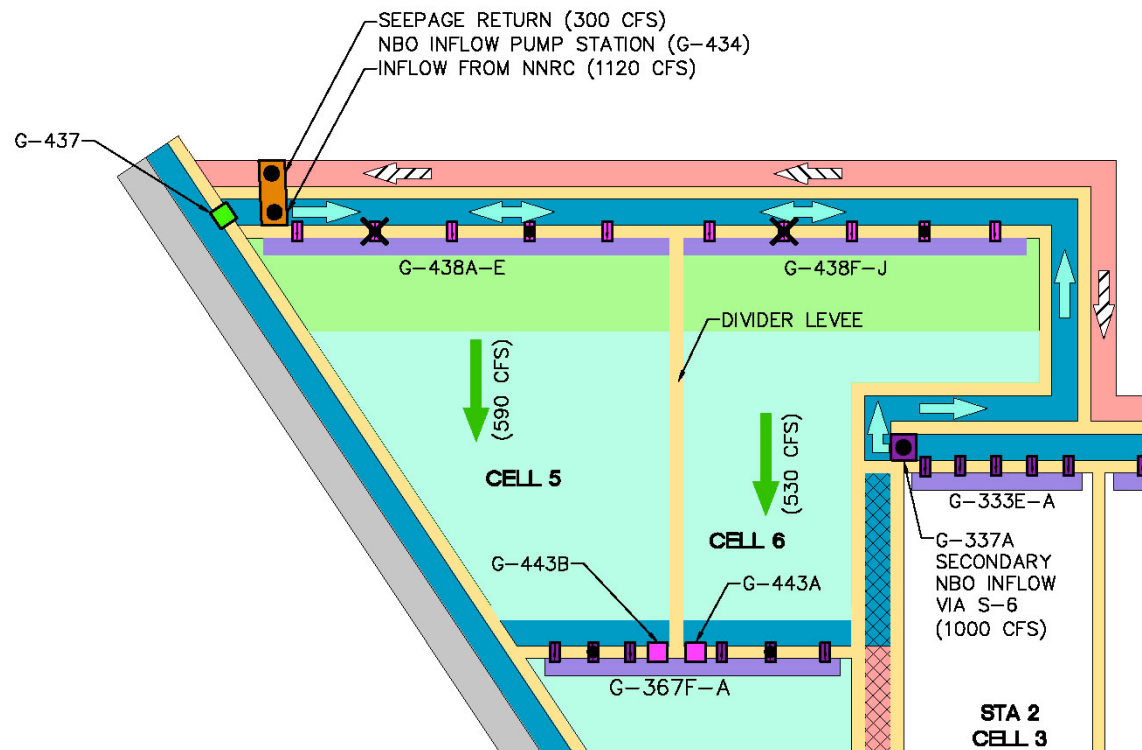 SEEPAGE RETURN (300 CFS)
NBO INFLOW PUMP STATION (G-434)
INFLOW FROM NNRC (1120 CFS)
G-437
G-438A-E
G-438F-J
DIVIDER LEVEE
(590 CFS)
(530 CFS)
CELL 5
CELL 6
G-333E-A
G-337A
SECONDARY
NBO INFLOW
VIA S-6
(1000 CFS)
G-443B
G-443A
G-367F-A
STA 2
CELL 3